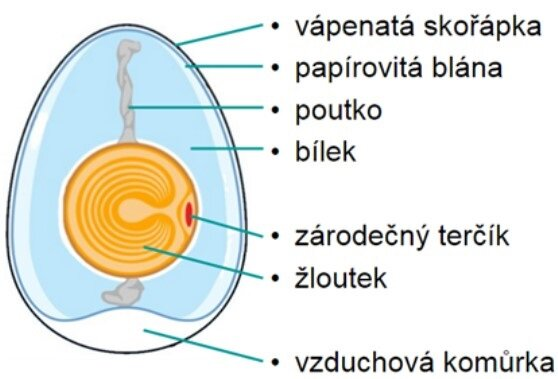 • vápenatá skořápka
• papírovitá blána
• poutko
• bílek
• zárodečný terčík
• žloutek
• vzduchová komůrka